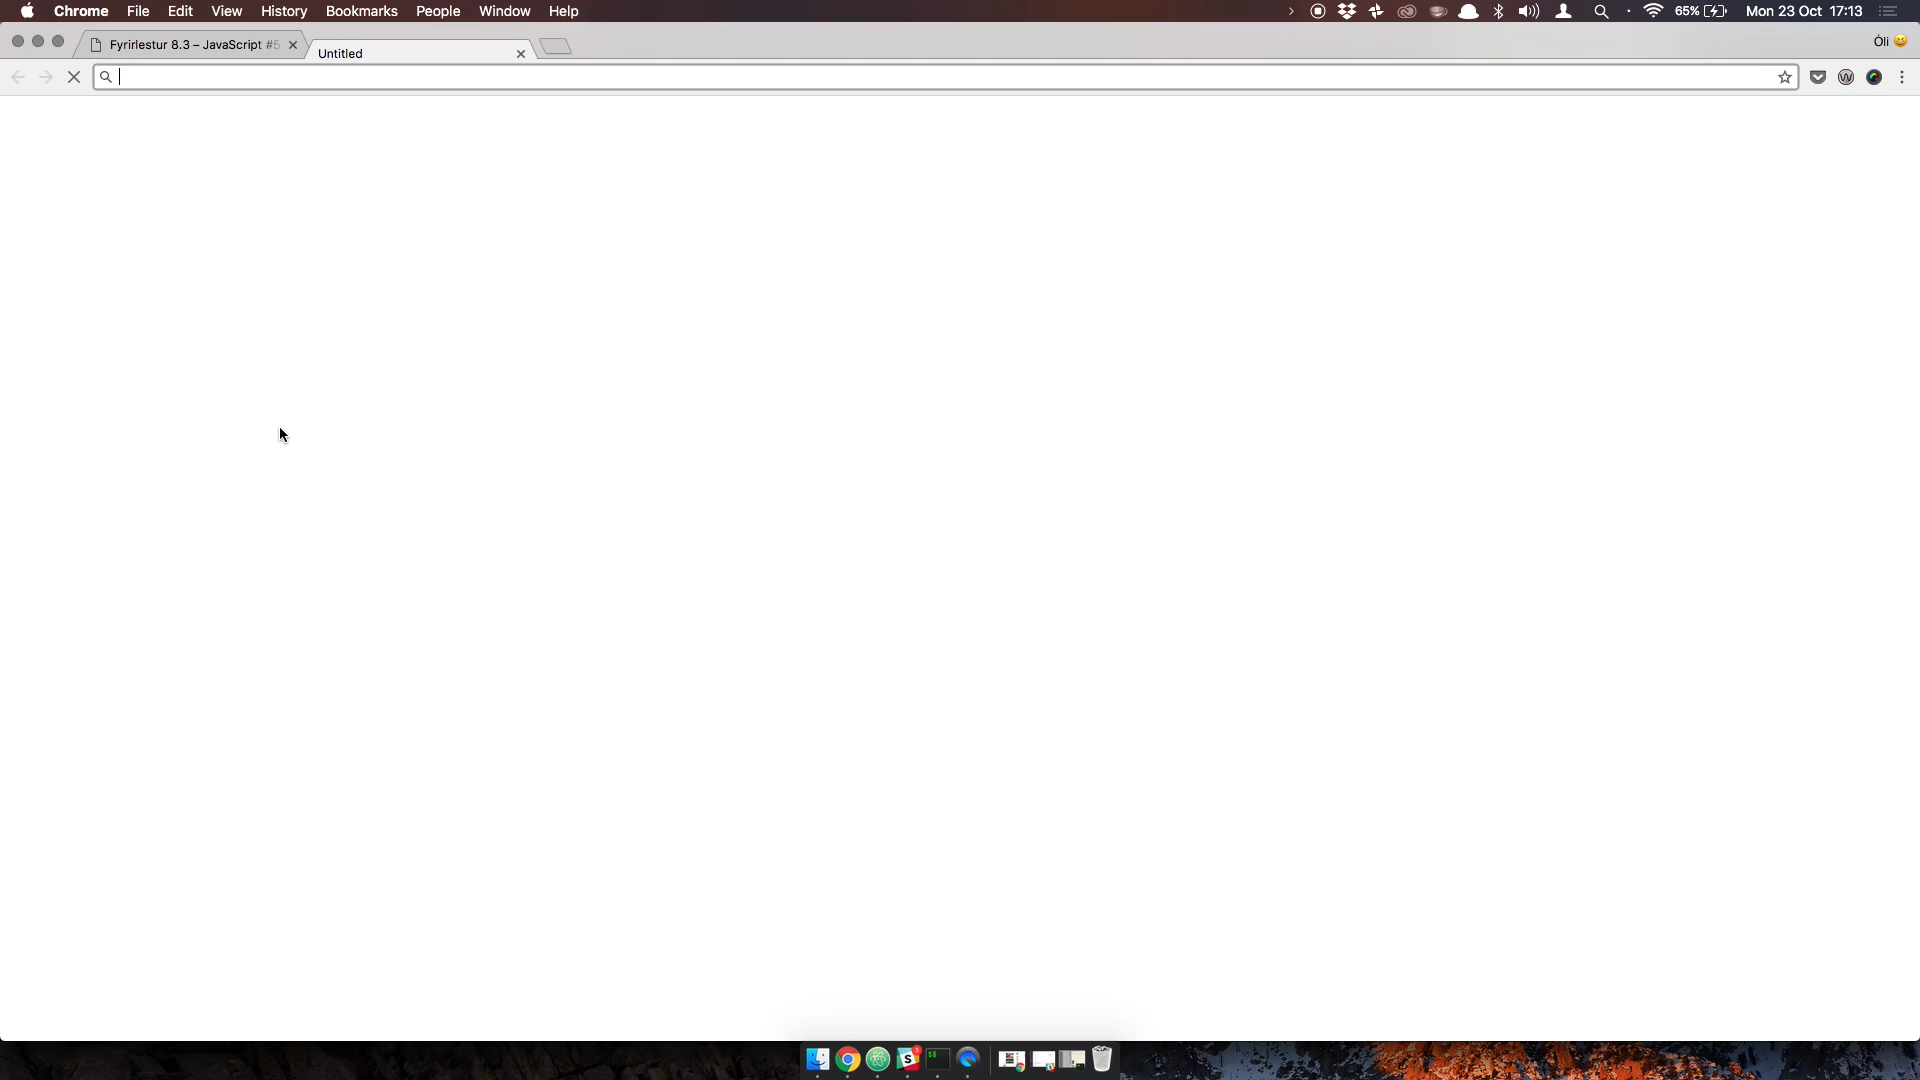 Chrome File Edit View History Bookmarks People Window Help 65% Mon 23 Oct 17:13
Fyrirlestur 8.3 – JavaScript #5 Untitled Óli